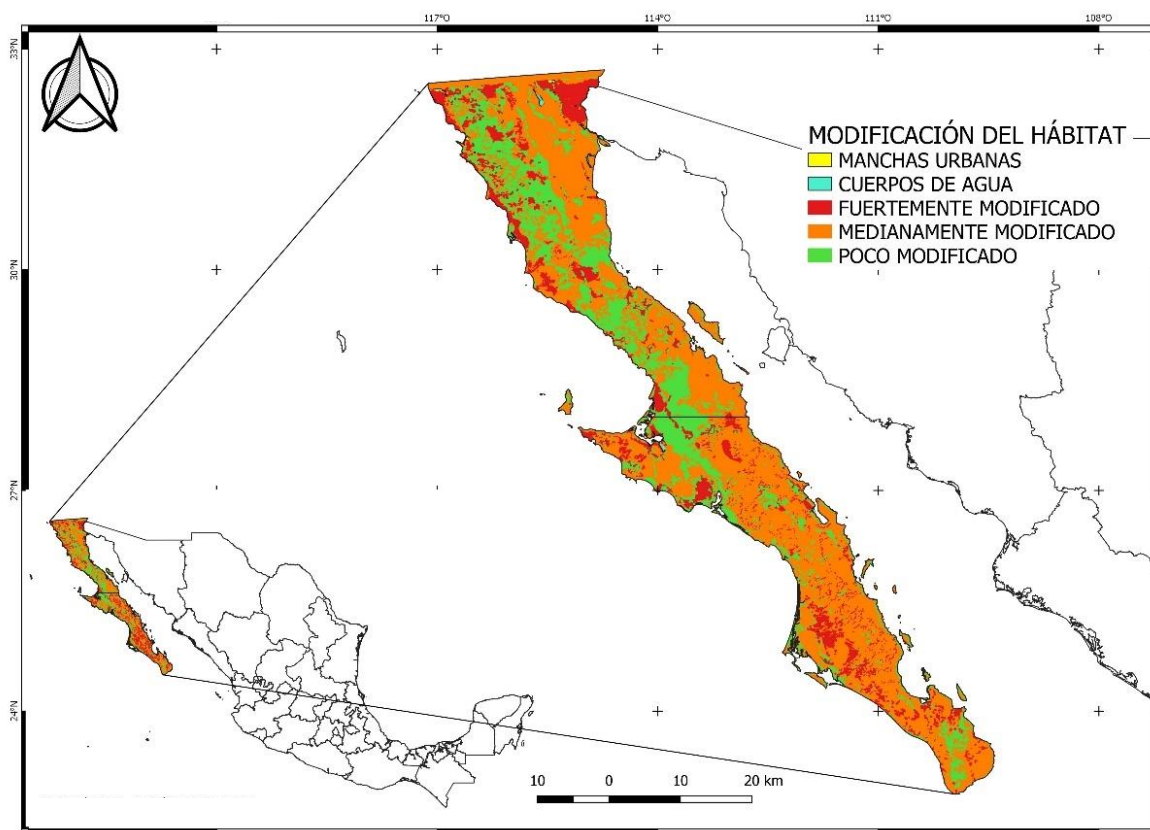 117°O 114°O 111°O 108°O
33°N
30°N
27°N
24°N
MODIFICACIÓN DEL HÁBITAT
MANCHAS URBANAS
CUERPOS DE AGUA
FUERTEMENTE MODIFICADO
MEDIANAMENTE MODIFICADO
POCO MODIFICADO
10 0 10 20 km